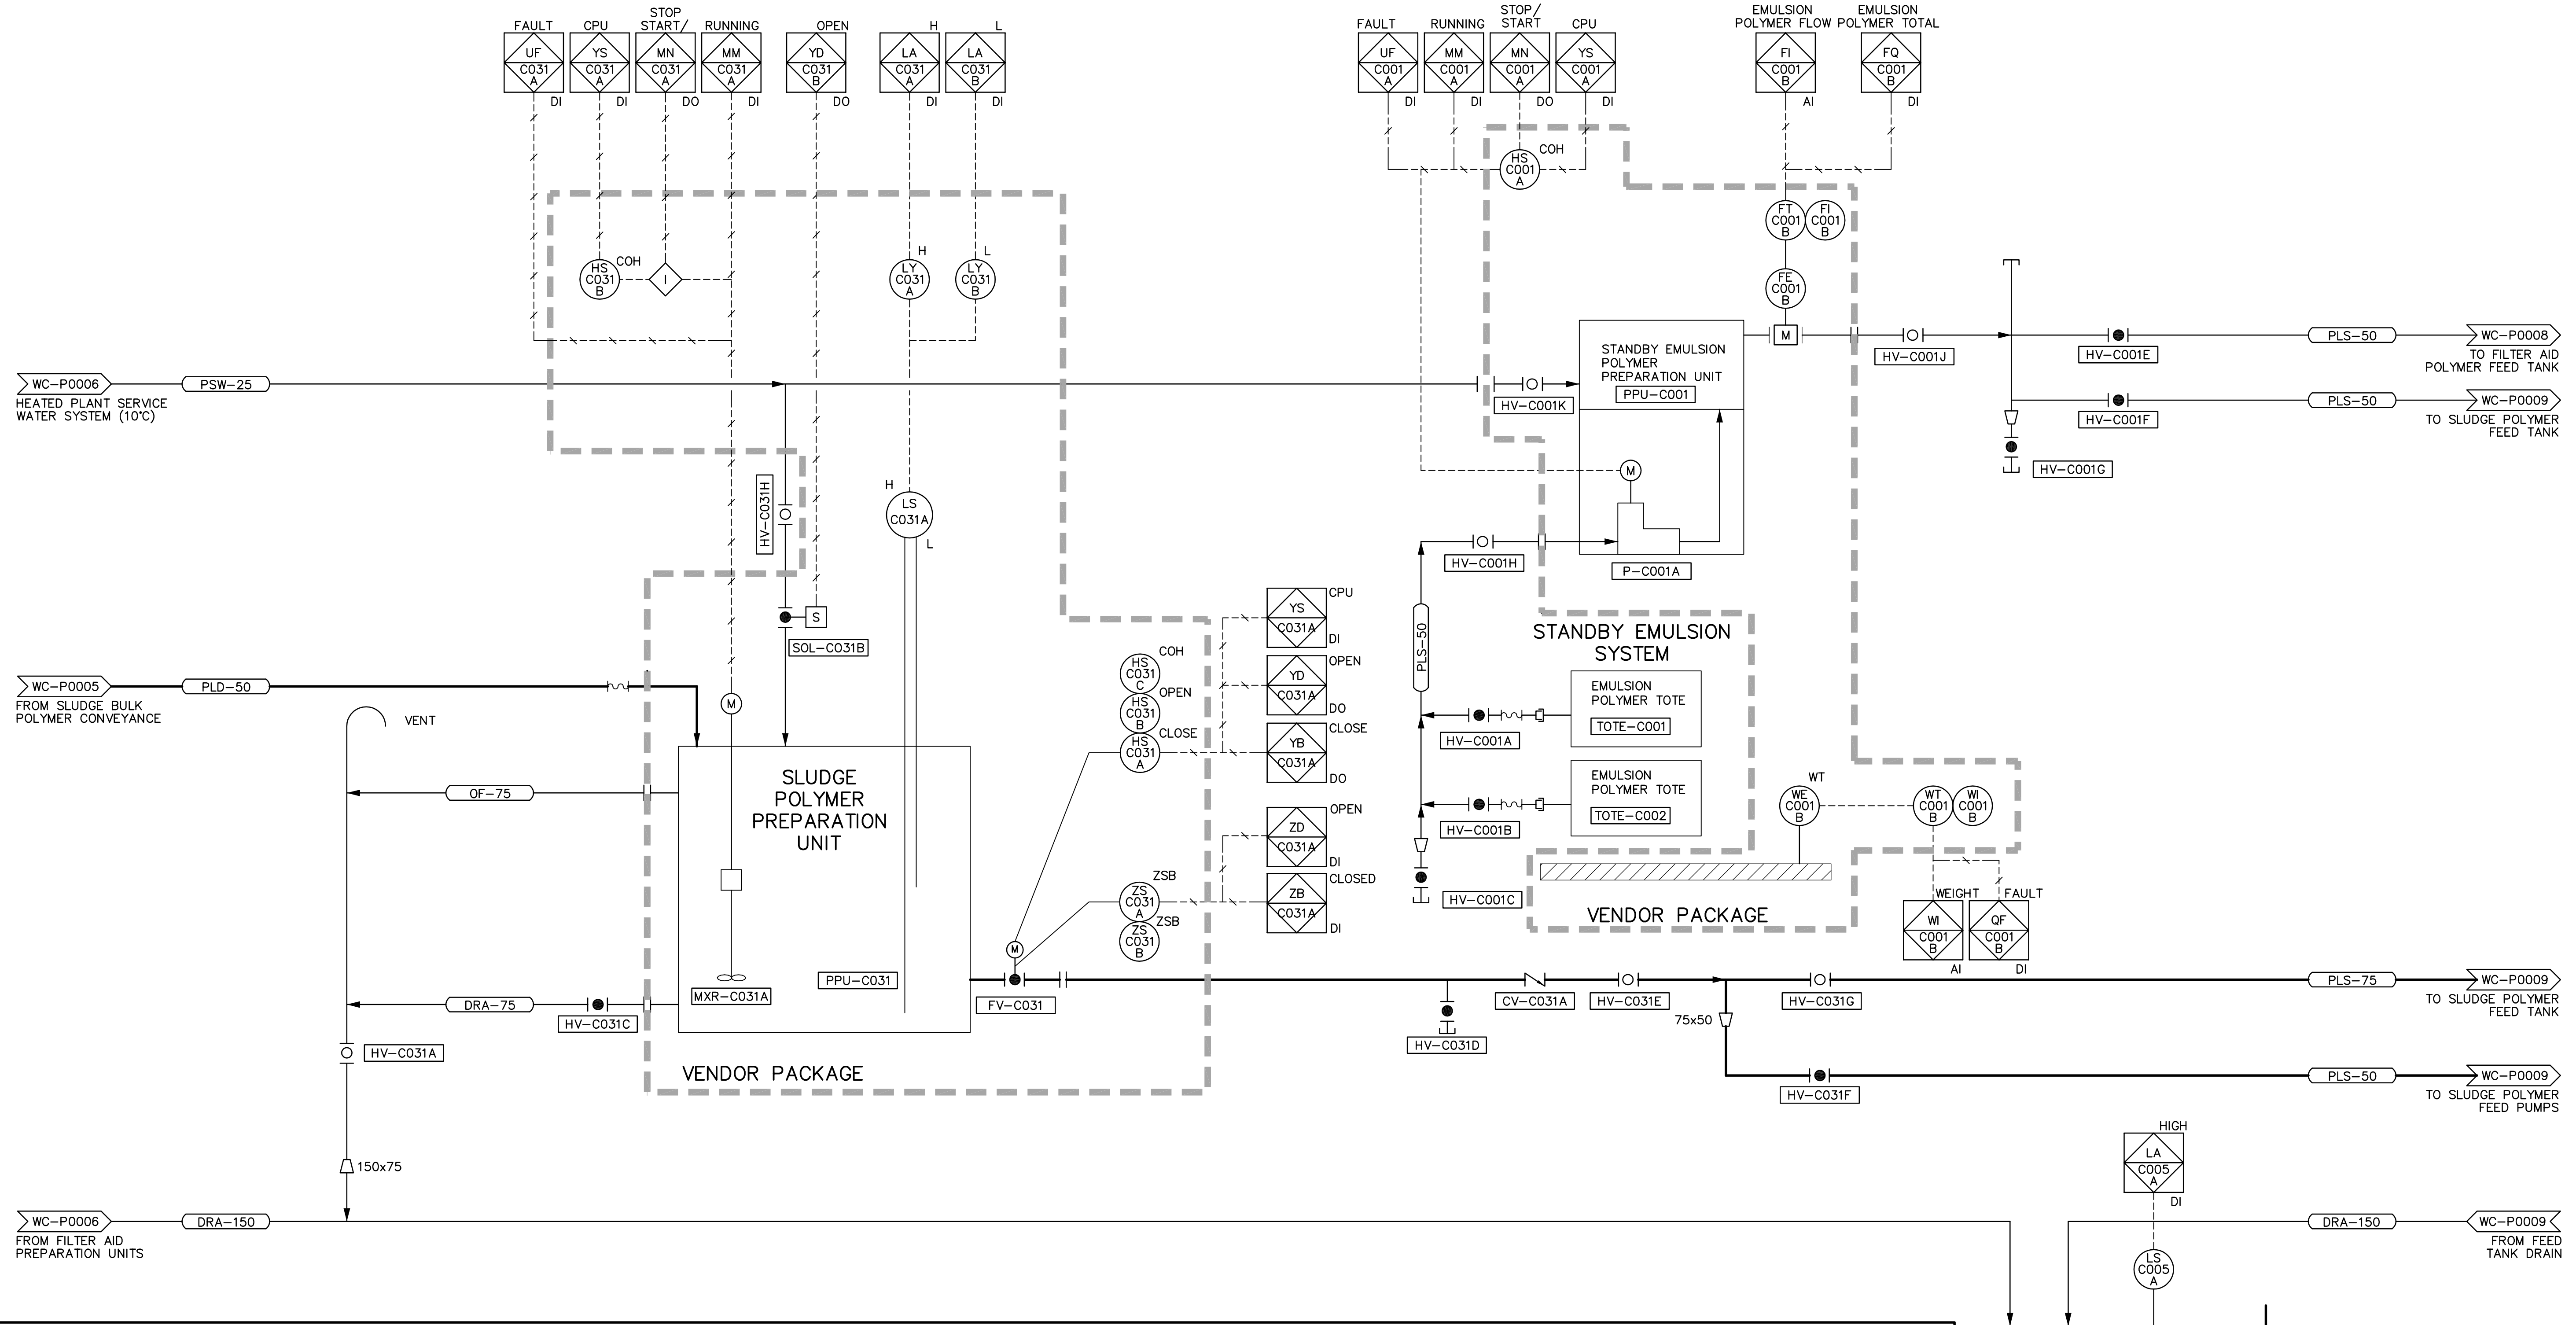 FAULT
CPU
STOP
START/
RUNNING
OPEN
H
L
UF
C031
A
DI
YS
C031
A
DI
MN
C031
A
DO
MM
C031
A
DI
YD
C031
B
DO
LA
C031
A
DI
LA
C031
B
DI
FAULT
RUNNING
STOP/
START
CPU
UF
C001
A
DI
MM
C001
A
DI
MN
C001
A
DO
YS
C001
A
DI
EMULSION
POLYMER FLOW
EMULSION
POLYMER TOTAL
FI
C001
B
AI
FQ
C001
B
DI
HS
C001
A
COH
FT
C001
B
FI
C001
B
FE
C001
B
M
HS
C031
B
COH
I
LY
C031
A
H
LY
C031
B
L
WC-P0006
PSW-25
HEATED PLANT SERVICE
WATER SYSTEM (10°C)
HV-C001K
STANDBY EMULSION
POLYMER
PREPARATION UNIT
PPU-C001
HV-C001J
HV-C001E
PLS-50
WC-P0008
TO FILTER AID
POLYMER FEED TANK
HV-C001F
PLS-50
WC-P0009
TO SLUDGE POLYMER
FEED TANK
HV-C001G
HV-C031H
H
LS
C031A
L
M
HV-C001H
P-C001A
S
SOL-C031B
PLS-50
STANDBY EMULSION
SYSTEM
WC-P0005
PLD-50
FROM SLUDGE BULK
POLYMER CONVEYANCE
VENT
M
HS
C031
C
COH
HS
C031
B
OPEN
HS
C031
A
CLOSE
YS
C031A
CPU
DI
YD
C031A
OPEN
DO
YB
C031A
CLOSE
DO
HV-C001A
EMULSION
POLYMER TOTE
TOTE-C001
HV-C001B
EMULSION
POLYMER TOTE
TOTE-C002
HV-C001C
WT
WE
C001
B
WT
C001
B
WI
C001
B
WEIGHT
FAULT
WI
C001
B
AI
QF
C001
B
DI
VENDOR PACKAGE
OF-75
SLUDGE
POLYMER
PREPARATION
UNIT
ZD
C031A
OPEN
DI
ZB
C031A
CLOSED
DI
ZSB
ZS
C031
A
ZSB
ZS
C031
B
M
FV-C031
PPU-C031
MXR-C031A
DRA-75
HV-C031C
HV-C031A
VENDOR PACKAGE
HV-C031D
CV-C031A
HV-C031E
75x50
HV-C031G
PLS-75
WC-P0009
TO SLUDGE POLYMER
FEED TANK
HV-C031F
PLS-50
WC-P0009
TO SLUDGE POLYMER
FEED PUMPS
150x75
WC-P0006
DRA-150
FROM FILTER AID
PREPARATION UNITS
HIGH
LA
C005
A
DI
LS
C005
A
DRA-150
WC-P0009
FROM FEED
TANK DRAIN